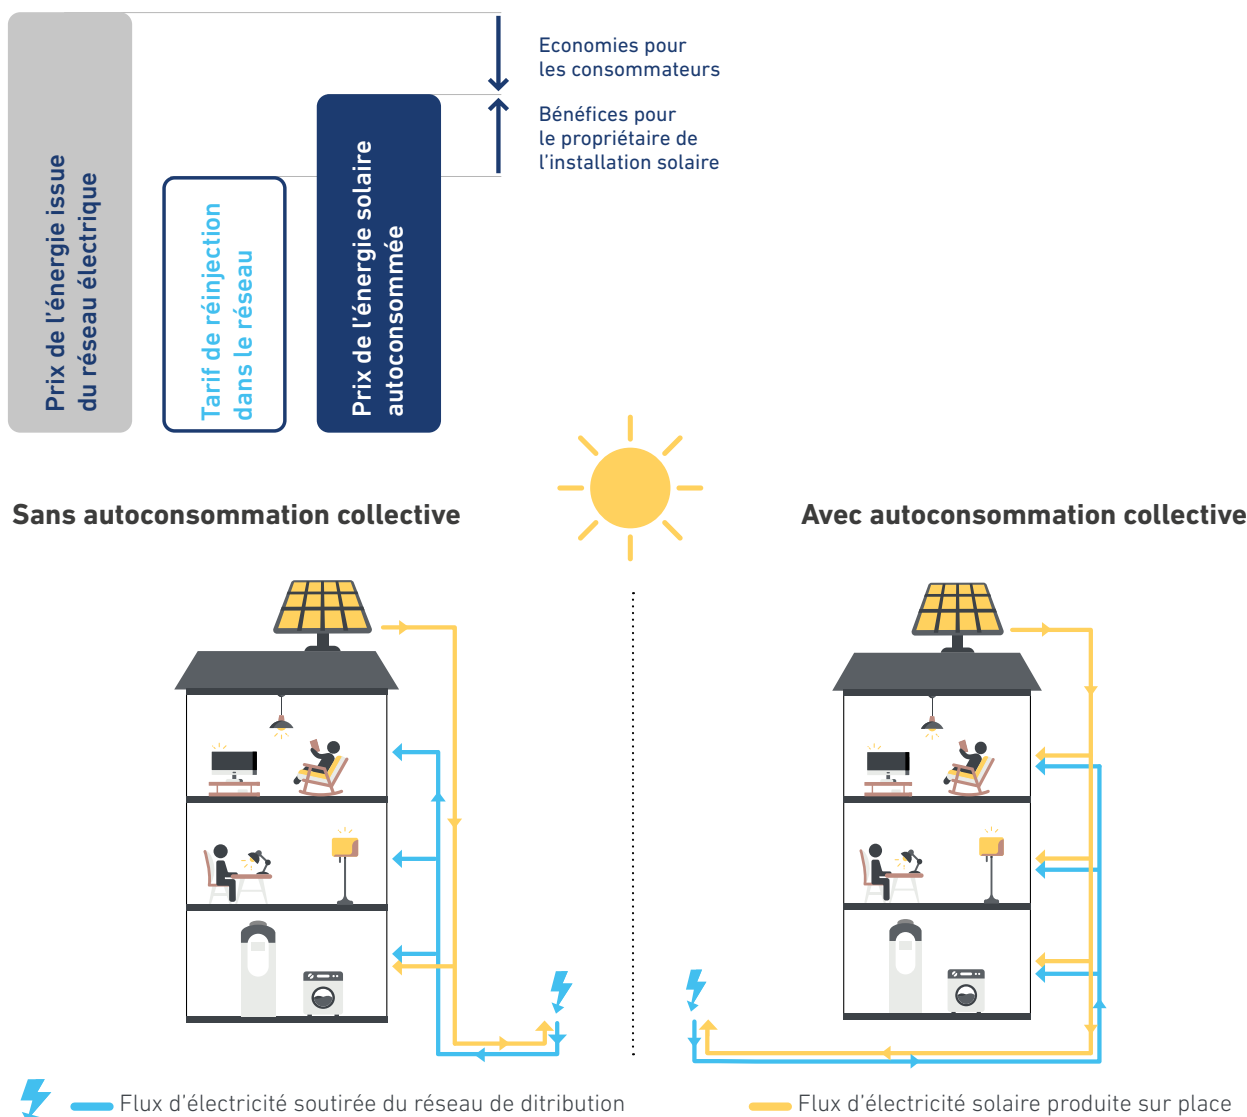 Economies pour
les consommateurs
Bénéfices pour
le propriétaire de
l'installation solaire
Prix de l'énergie issue
du réseau électrique
Tarif de réinjection
dans le réseau
Prix de l'énergie solaire
autoconsommée
Sans autoconsommation collective
Avec autoconsommation collective
Flux d'électricité soutirée du réseau de ditribution
Flux d'électricité solaire produite sur place